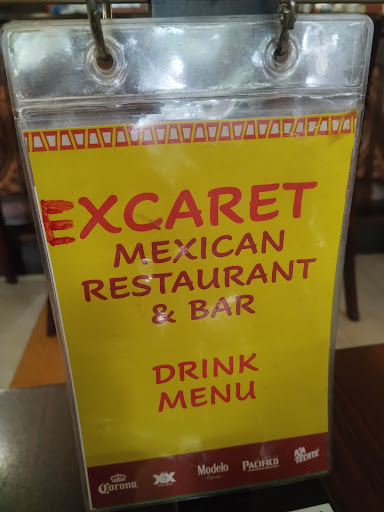 EXCARET
MEXICAN
RESTAURANT
& BAR
DRINK
MENU
Corona XX Modelo PACIFICO TECATE